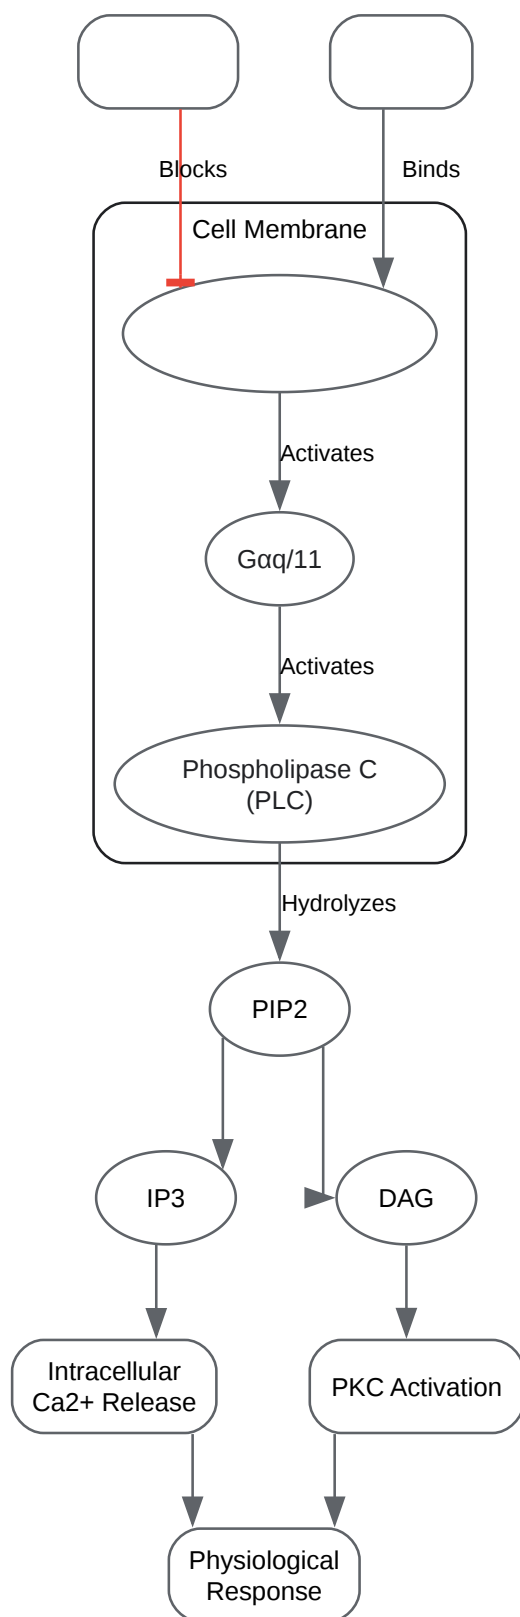 Blocks
Binds
Cell Membrane
Activates
Gαq/11
Activates
Phospholipase C
(PLC)
Hydrolyzes
PIP2
IP3
DAG
Intracellular
Ca2+ Release
PKC Activation
Physiological
Response